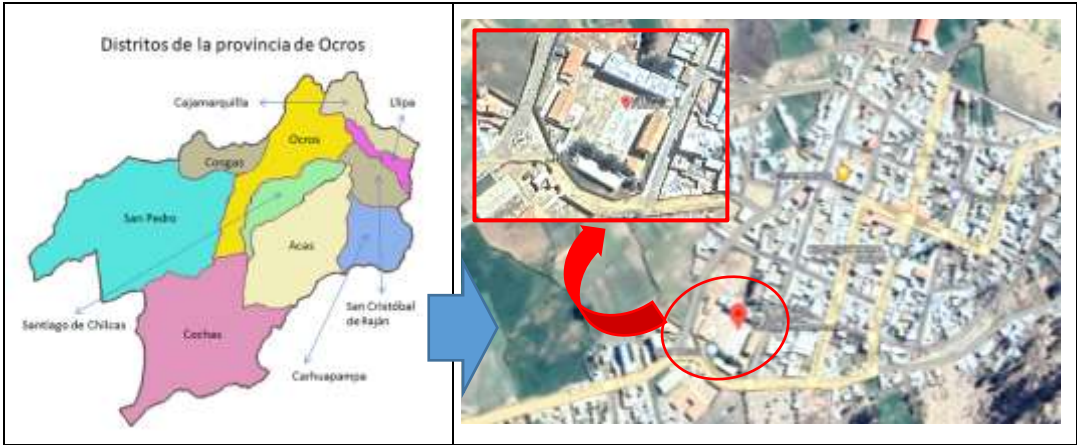 Distritos de la provincia de Ocros
Cajamarquilla
Llipa
Ocros
Congas
San Pedro
Acas
Santiago de Chilcas
San Cristóbal
de Raján
Cochas
Carhuapampa